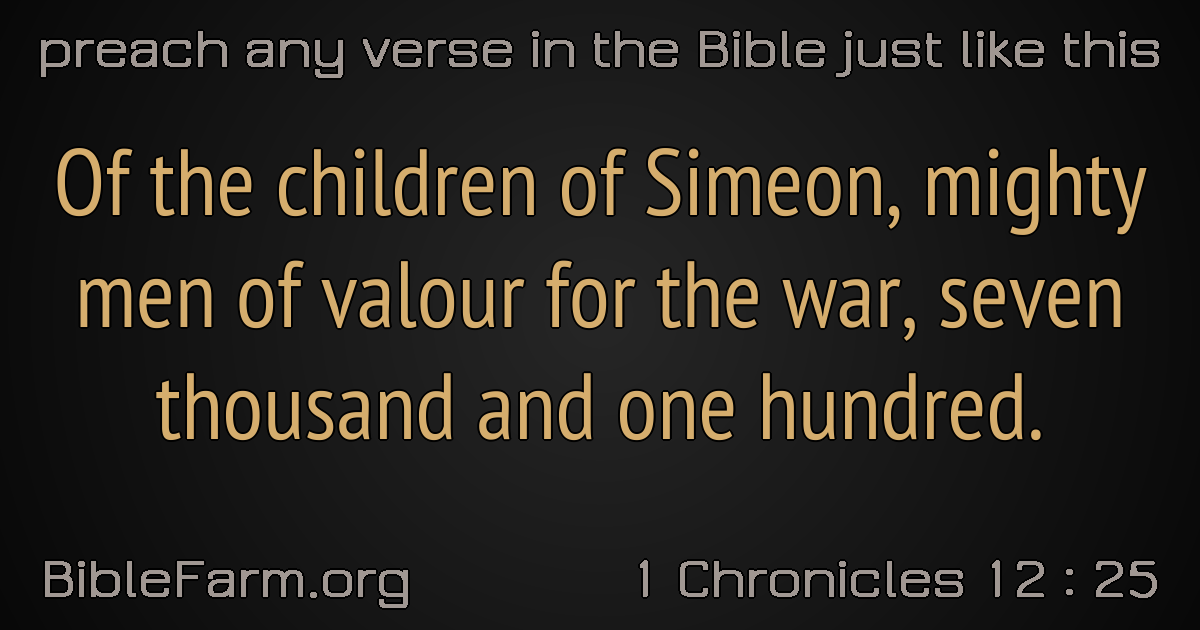 preach any verse in the Bible just like this
Of the children of Simeon, mighty
men of valour for the war, seven
thousand and one hundred.
BibleFarm.org
1 Chronicles 12 : 25